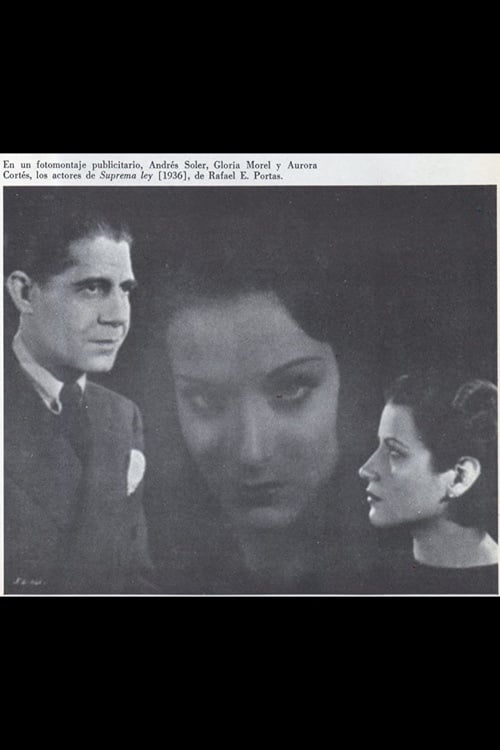 En un fotomontaje publicitario, Andrés Soler, Gloria Morel y Aurora
Cortés, los actores de Suprema ley [1936], de Rafael E. Portas.